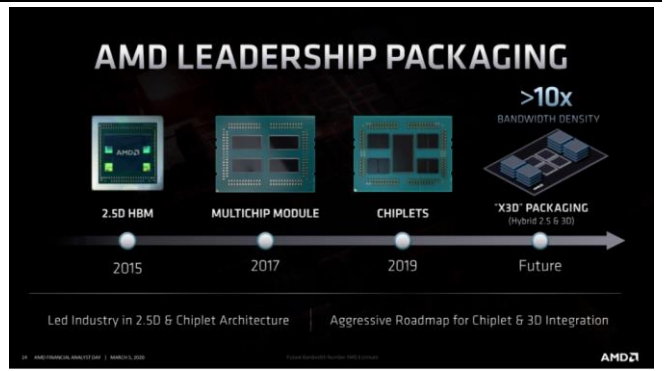 AMD LEADERSHIP PACKAGING
>10x
BANDWIDTH DENSITY
AMD
2.5D HBM
MULTICHIP MODULE
CHIPLETS
"X3D" PACKAGING
(Hybrid 2.5 & 3D)
2015
2017
2019
Future
Led Industry in 2.5D & Chiplet Architecture
Aggressive Roadmap for Chiplet & 3D Integration
AMD FINANCIAL ANALYST DAY | MARCH 5, 2020
AMD